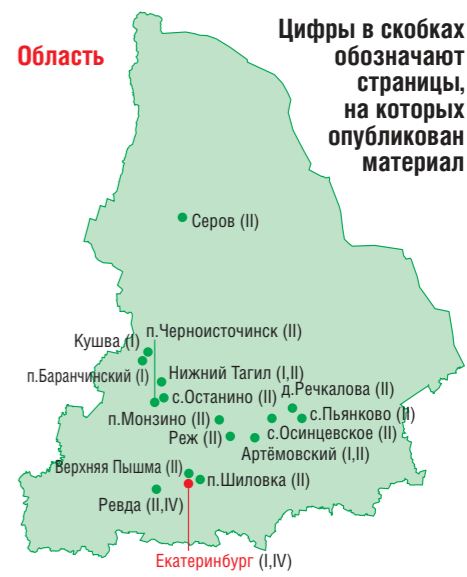 Область
Цифры в скобках
обозначают
страницы,
на которых
опубликован
материал
Серов (II)
п.Черноисточинск (II)
Кушва (I)
п.Баранчинский (I)
Нижний Тагил (I,II)
с.Останино (II)
д.Речкалова (II)
п.Монзино (II)
с.Пьянково (II)
Реж (II)
с.Осинцевское (II)
Артёмовский (I,II)
Верхняя Пышма (II)
п.Шиловка (II)
Ревда (II,IV)
Екатеринбург (I,IV)